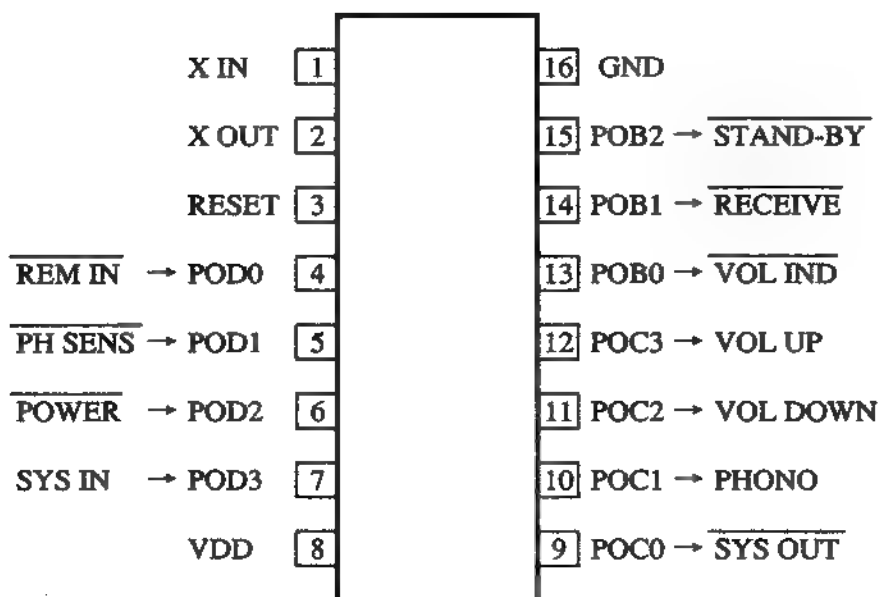 X IN 1 16 GND
X OUT 2 15 POB2 → STAND-BY
RESET 3 14 POB1 → RECEIVE
REM IN → POD0 4 13 POB0 → VOL IND
PH SENS → POD1 5 12 POC3 → VOL UP
POWER → POD2 6 11 POC2 → VOL DOWN
SYS IN → POD3 7 10 POC1 → PHONO
VDD 8 9 POC0 → SYS OUT